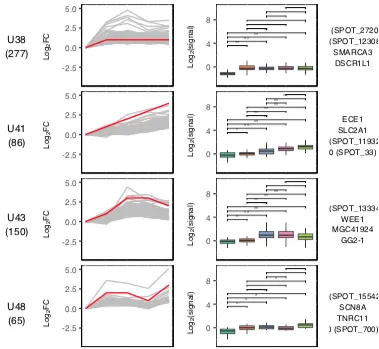 U38
(277)
Log2FC
5.0
2.5
0.0
-2.5
Log2(signal)
8
4
0
(SPOT_2720
(SPOT_12308
SMARCA3
DSCR1L1
U41
(86)
Log2FC
5.0
2.5
0.0
-2.5
Log2(signal)
8
4
0
ECE1
SLC2A1
(SPOT_11932
0 (SPOT_33)
U43
(150)
Log2FC
5.0
2.5
0.0
-2.5
Log2(signal)
8
4
0
(SPOT_13334
WEE1
MGC41924
GG2-1
U48
(65)
Log2FC
5.0
2.5
0.0
-2.5
Log2(signal)
8
4
0
(SPOT_15542
SCN8A
TNRC11
) (SPOT_700)